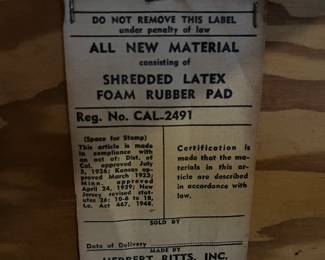 DO NOT REMOVE THIS LABEL
under penalty of law
ALL NEW MATERIAL
consisting of
SHREDDED LATEX
FOAM RUBBER PAD
Reg. No. CAL.2491
(Space for Stamp)
This article is made
in compliance with
an act of: Dist. of
Cal. approved July
3, 1926; Kansas ap-
proved March 1923;
Minn. approved
April 24, 1929; New
Jersey revised stat-
utes 26: 10-6 to 18,
La. Act 467, 1948.
Certification is
made that the ma-
terials in this ar-
ticle are described
in accordance with
law.
SOLD BY
Date of Delivery
MADE BY
HERBERT RITTS, INC.